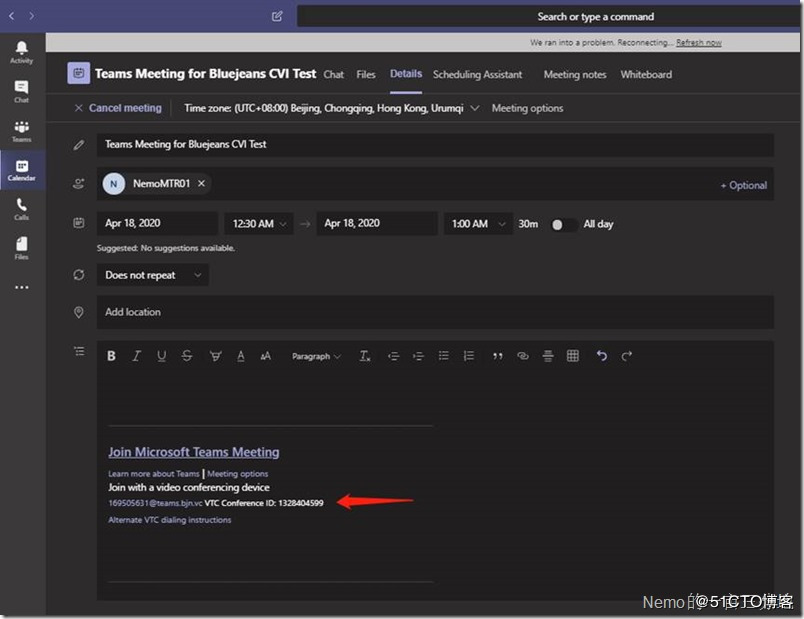 Search or type a command
We ran into a problem. Reconnecting... Refresh now
Activity
Chat
Teams
Calendar
Calls
Files
Teams Meeting for Bluejeans CVI Test Chat Files Details Scheduling Assistant Meeting notes Whiteboard
Cancel meeting Time zone: (UTC+08:00) Beijing, Chongqing, Hong Kong, Urumqi Meeting options
Teams Meeting for Bluejeans CVI Test
N NemoMTR01 + Optional
Apr 18, 2020 12:30 AM Apr 18, 2020 1:00 AM 30m All day
Suggested: No suggestions available.
Does not repeat
Add location
B I U S A AA Paragraph Tx
Join Microsoft Teams Meeting
Learn more about Teams | Meeting options
Join with a video conferencing device
169505631@teams.bjn.vc VTC Conference ID: 1328404599
Alternate VTC dialing instructions
Nemo的
@51CTO博客